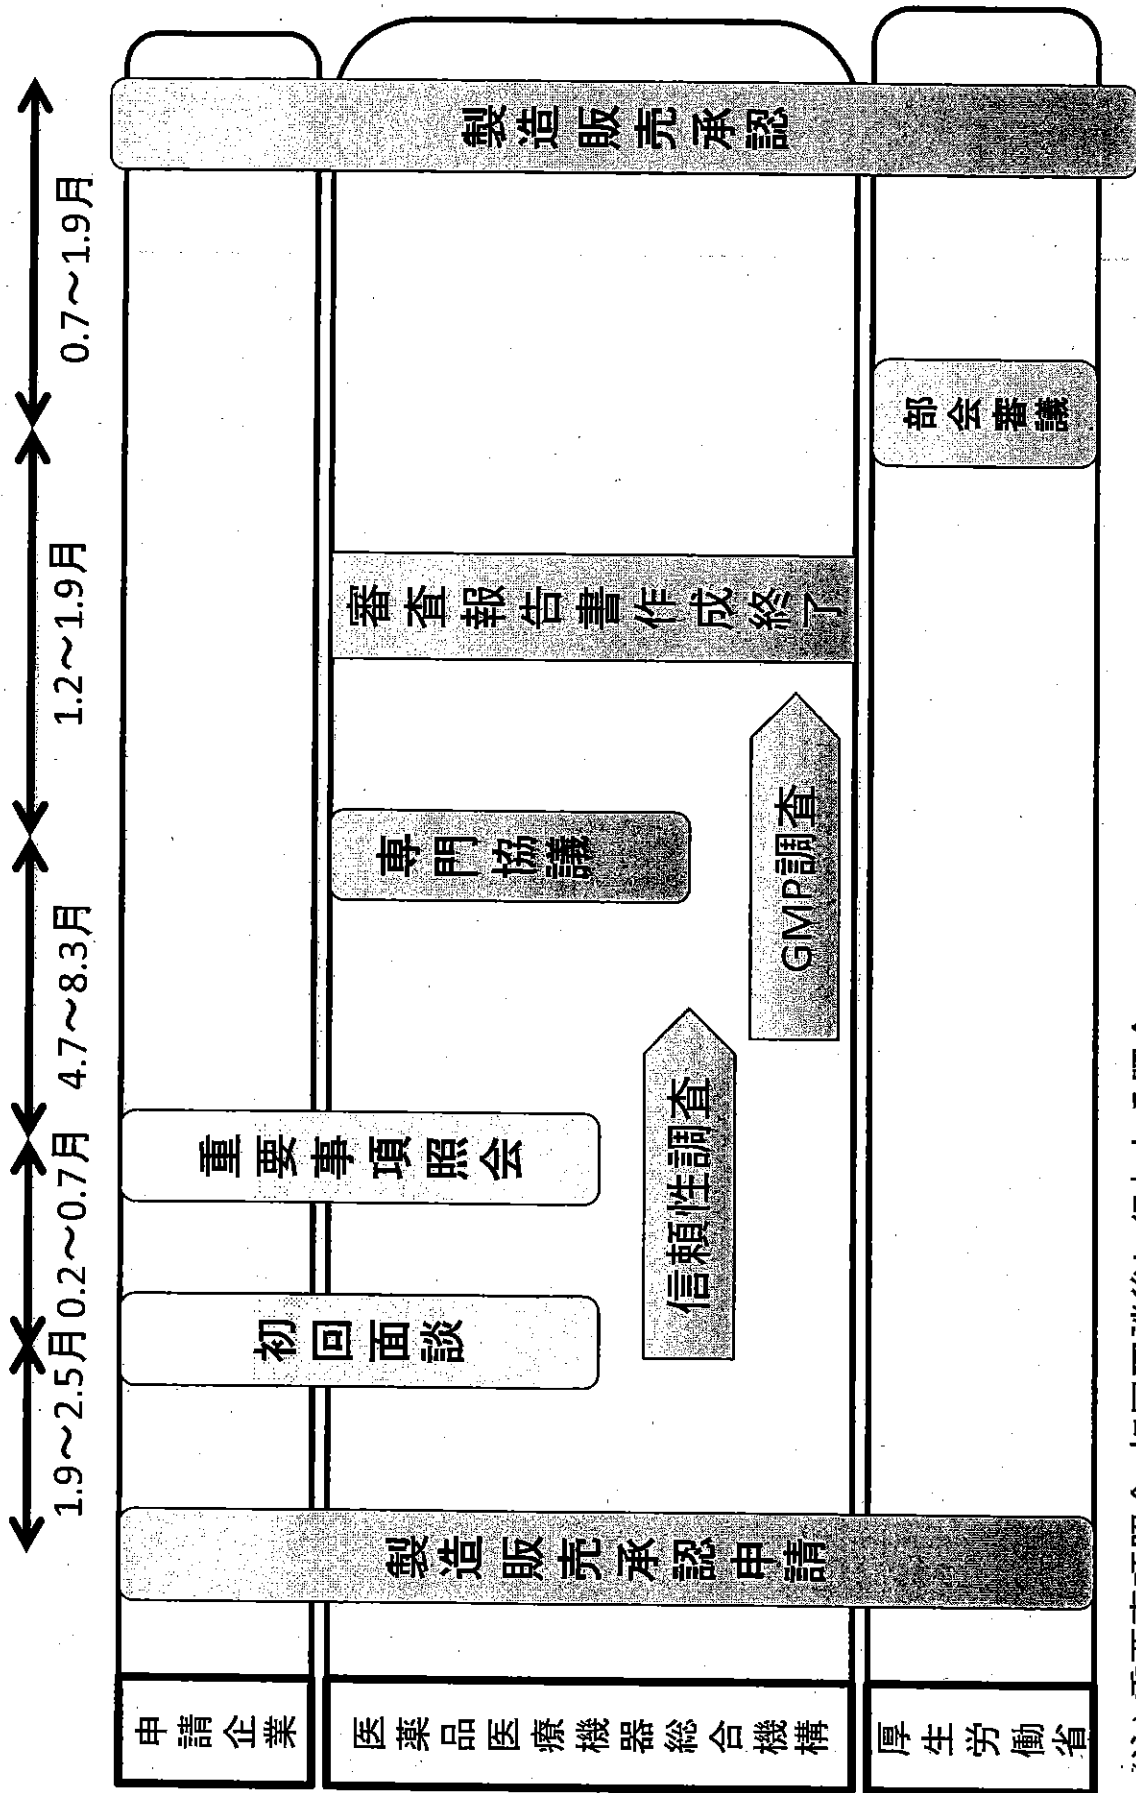 1.9～2.5月
0.2～0.7月
4.7～8.3月
1.2～1.9月
0.7～1.9月
申請企業
医薬品医療機器総合機構
厚生労働省
製造販売承認申請
初回面談
重要事項照会
信頼性調査
専門協議
GMP調査
審査報告書作成終了
部会審議
製造販売承認